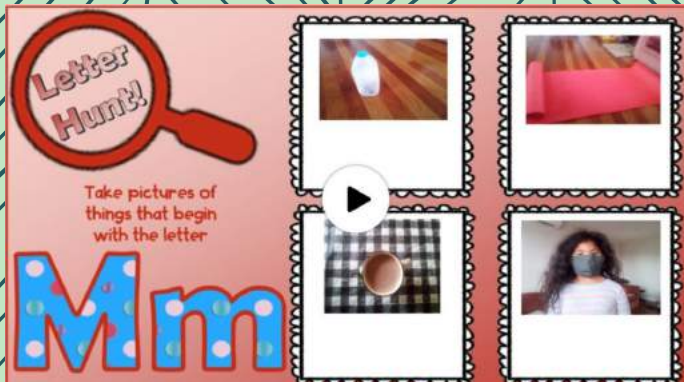 Letter
Hunt!
Take pictures of
things that begin
with the letter
Mm